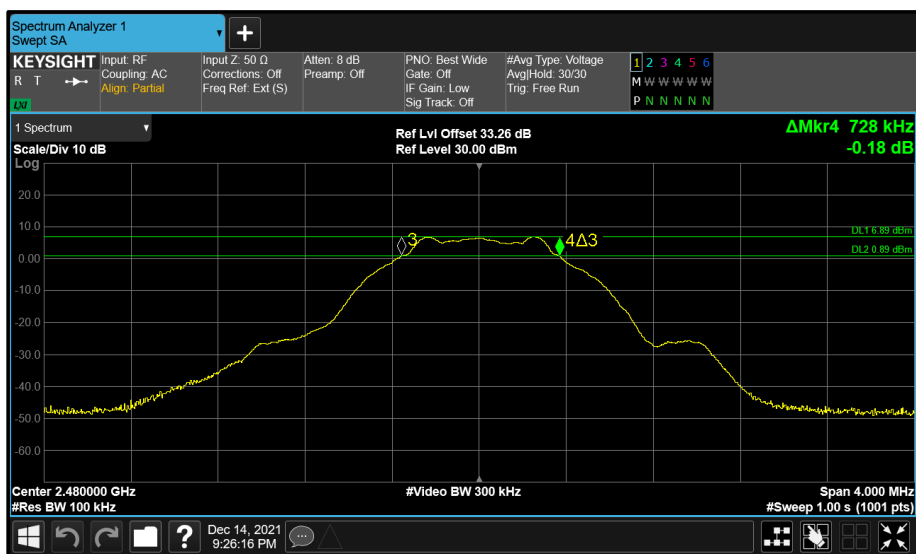 Spectrum Analyzer 1
Swept SA
+
KEYSIGHT
R T
LXI
Input: RF
Coupling: AC
Align: Partial
Input Z: 50 Ω
Corrections: Off
Freq Ref: Ext (S)
Atten: 8 dB
Preamp: Off
PNO: Best Wide
Gate: Off
IF Gain: Low
Sig Track: Off
#Avg Type: Voltage
Avg|Hold: 30/30
Trig: Free Run
1 2 3 4 5 6
M W W W W W
P N N N N N
1 Spectrum
Scale/Div 10 dB
Log
Ref Lvl Offset 33.26 dB
Ref Level 30.00 dBm
ΔMkr4 728 kHz
-0.18 dB
20.0
10.0
0.00
-10.0
-20.0
-30.0
-40.0
-50.0
-60.0
3
4Δ3
DL1 6.89 dBm
DL2 0.89 dBm
Center 2.480000 GHz
#Res BW 100 kHz
#Video BW 300 kHz
Span 4.000 MHz
#Sweep 1.00 s (1001 pts)
?
Dec 14, 2021
9:26:16 PM